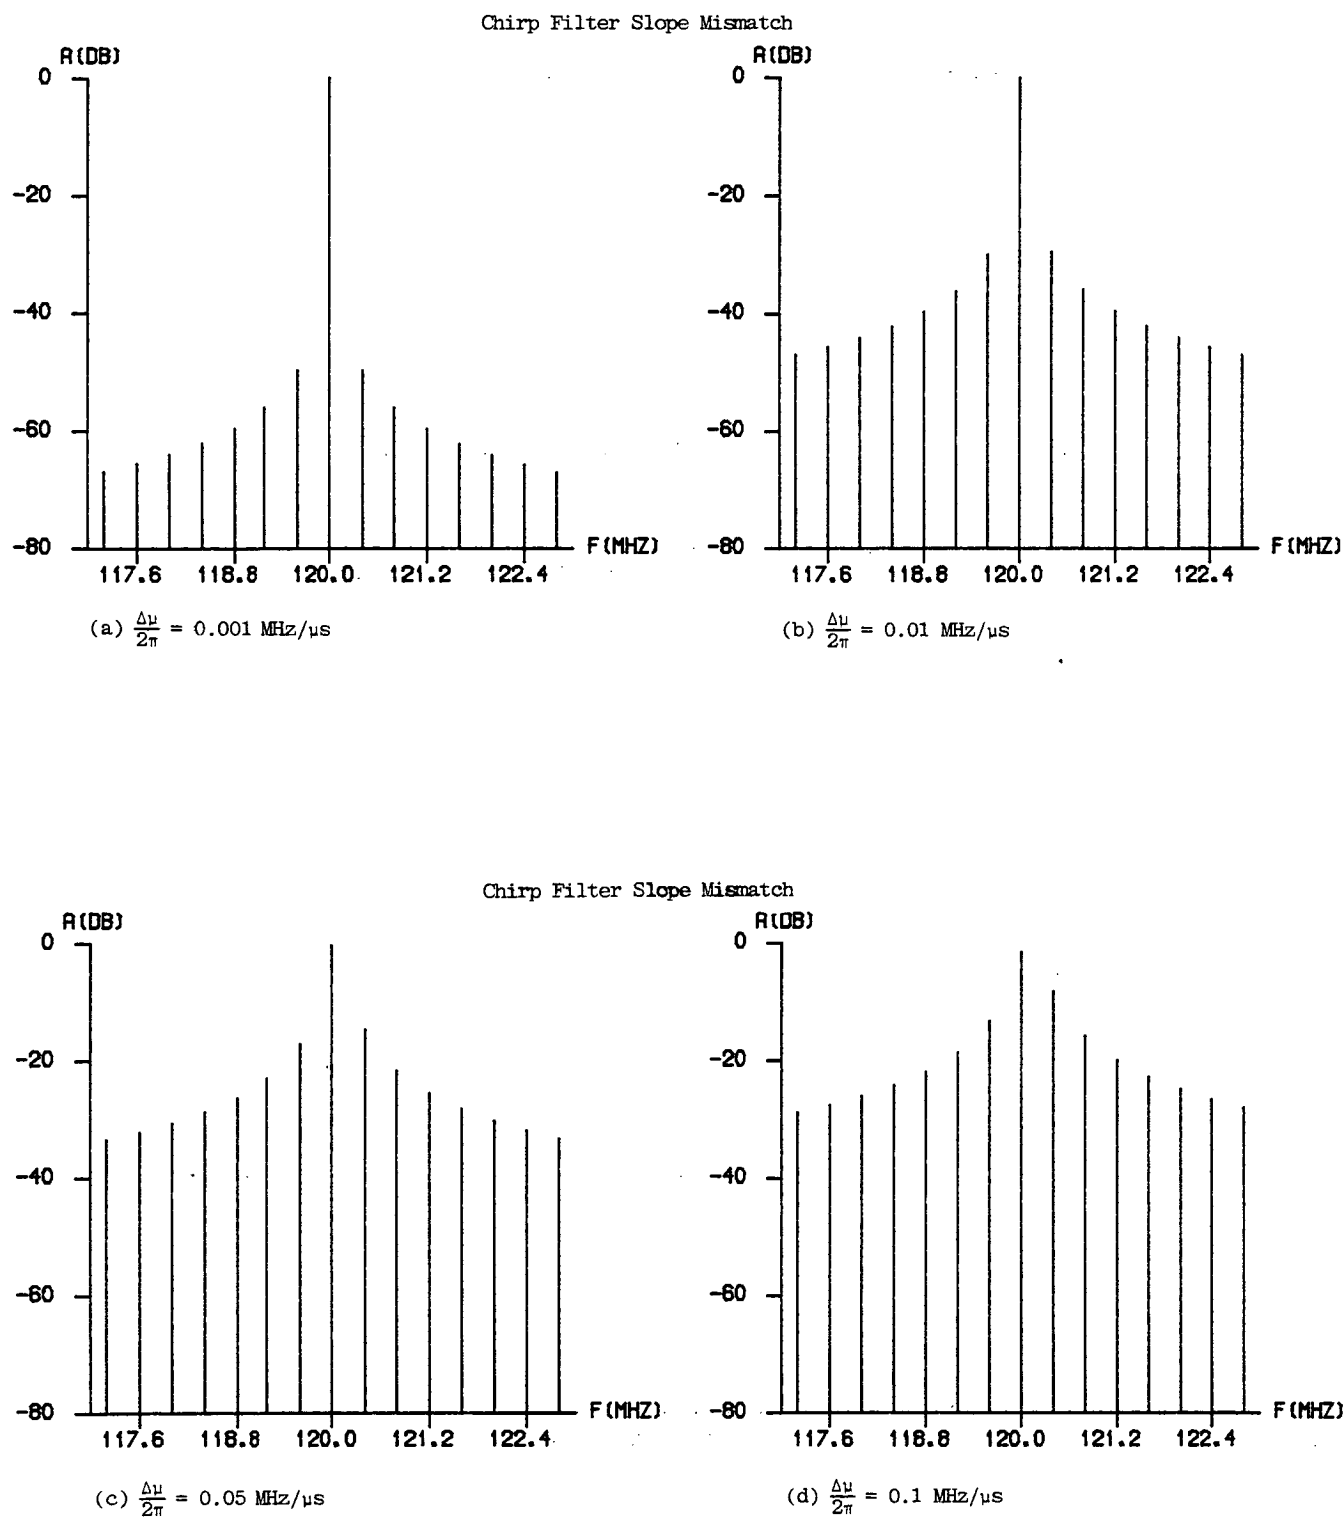 Chirp Filter Slope Mismatch
A(DB)
0
-20
-40
-60
-80
117.6 118.8 120.0 121.2 122.4
F(MHZ)
(a) Δμ/2π = 0.001 MHz/μs
A(DB)
0
-20
-40
-60
-80
117.6 118.8 120.0 121.2 122.4
F(MHZ)
(b) Δμ/2π = 0.01 MHz/μs
Chirp Filter Slope Mismatch
A(DB)
0
-20
-40
-60
-80
117.6 118.8 120.0 121.2 122.4
F(MHZ)
(c) Δμ/2π = 0.05 MHz/μs
A(DB)
0
-20
-40
-60
-80
117.6 118.8 120.0 121.2 122.4
F(MHZ)
(d) Δμ/2π = 0.1 MHz/μs